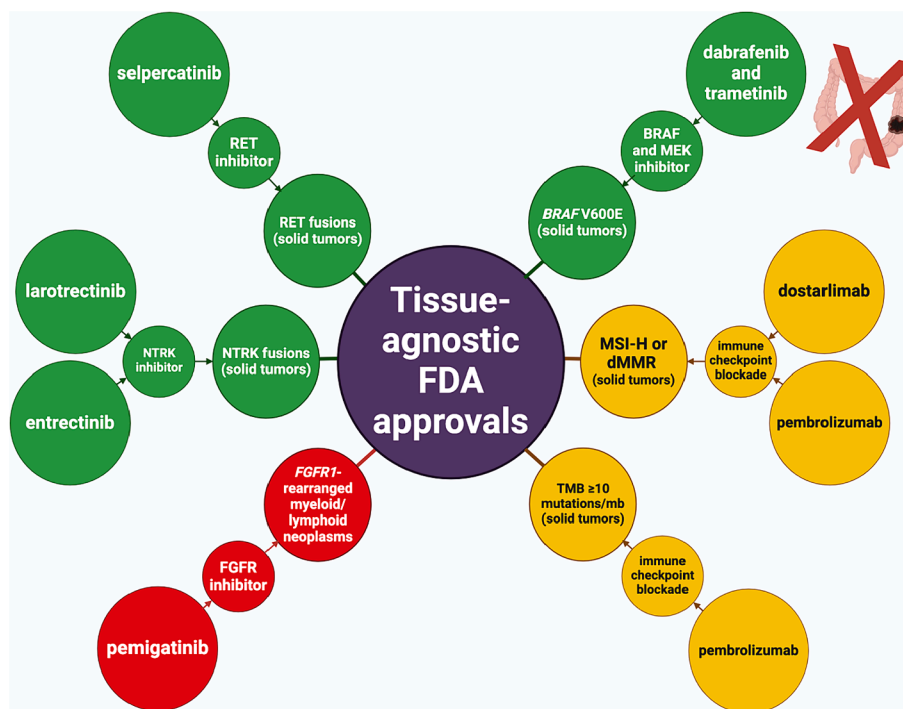 selpercatinib
RET
inhibitor
RET fusions
(solid tumors)
dabrafenib
and
trametinib
BRAF
and MEK
inhibitor
BRAF V600E
(solid tumors)
larotrectinib
entrectinib
NTRK
inhibitor
NTRK fusions
(solid tumors)
Tissue-
agnostic
FDA
approvals
MSI-H or
dMMR
(solid tumors)
immune
checkpoint
blockade
dostarlimab
pembrolizumab
FGFR1-
rearranged
myeloid/
lymphoid
neoplasms
FGFR
inhibitor
pemigatinib
TMB ≥10
mutations/mb
(solid tumors)
immune
checkpoint
blockade
pembrolizumab